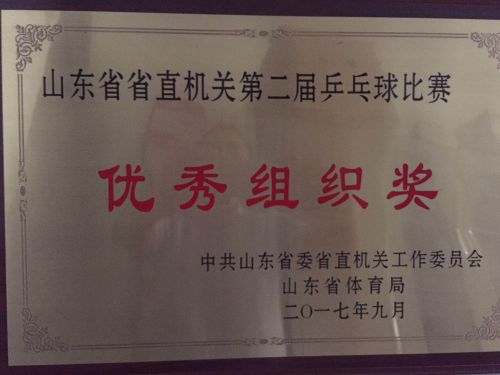 山东省省直机关第二届乒乓球比赛
优秀组织奖
中共山东省委省直机关工作委员会
山东省体育局
二〇一七年九月